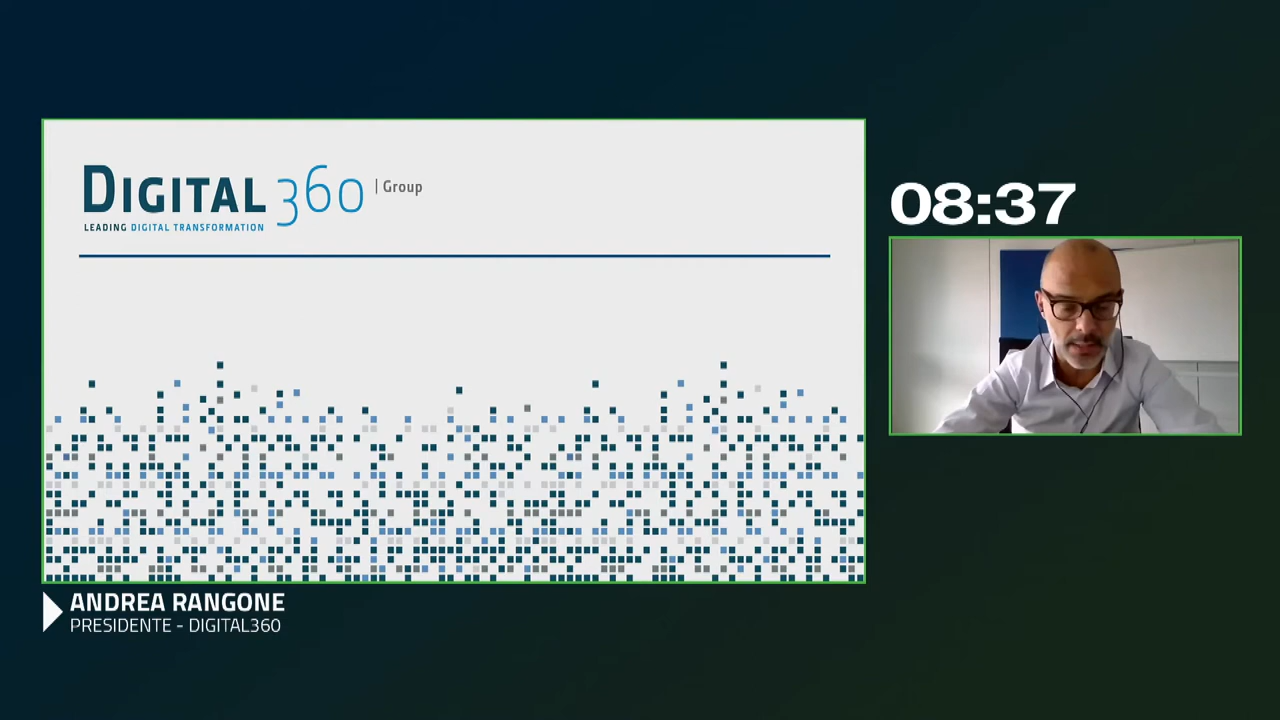 DIGITAL 360 | Group
LEADING DIGITAL TRANSFORMATION
08:37
ANDREA RANGONE
PRESIDENTE - DIGITAL360